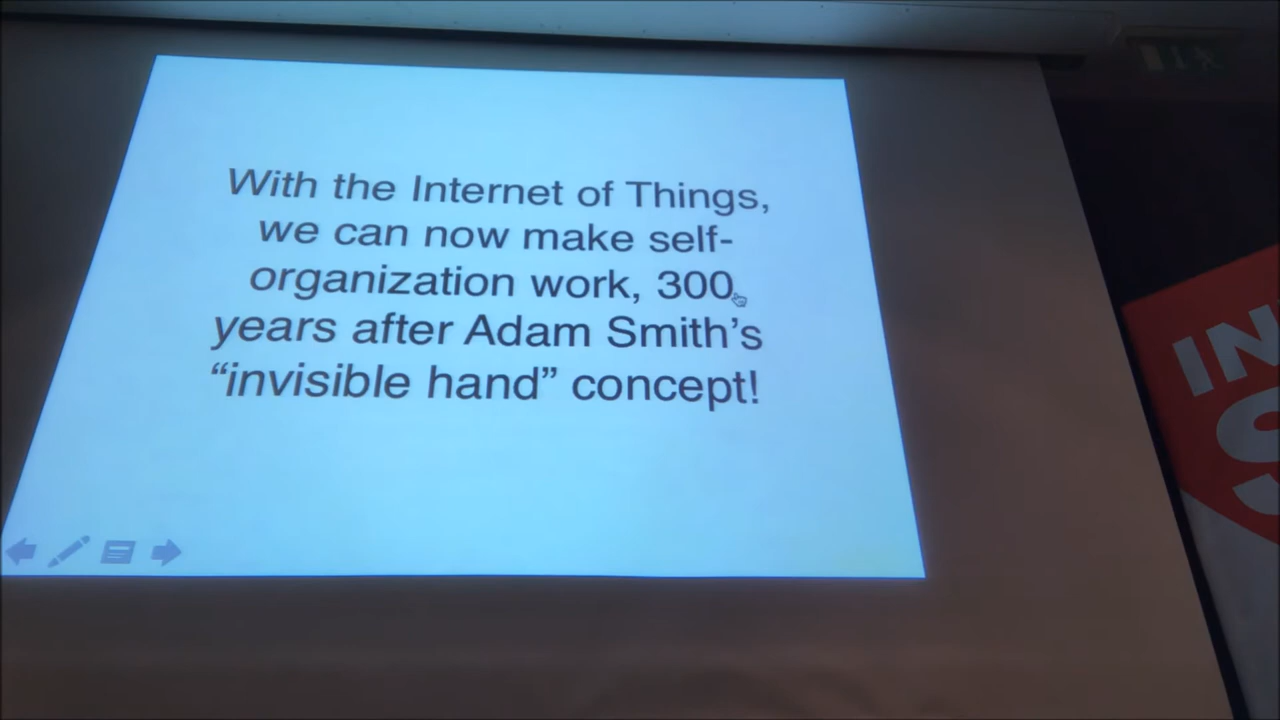 With the Internet of Things,
we can now make self-
organization work, 300
years after Adam Smith’s
“invisible hand” concept!
IN
S